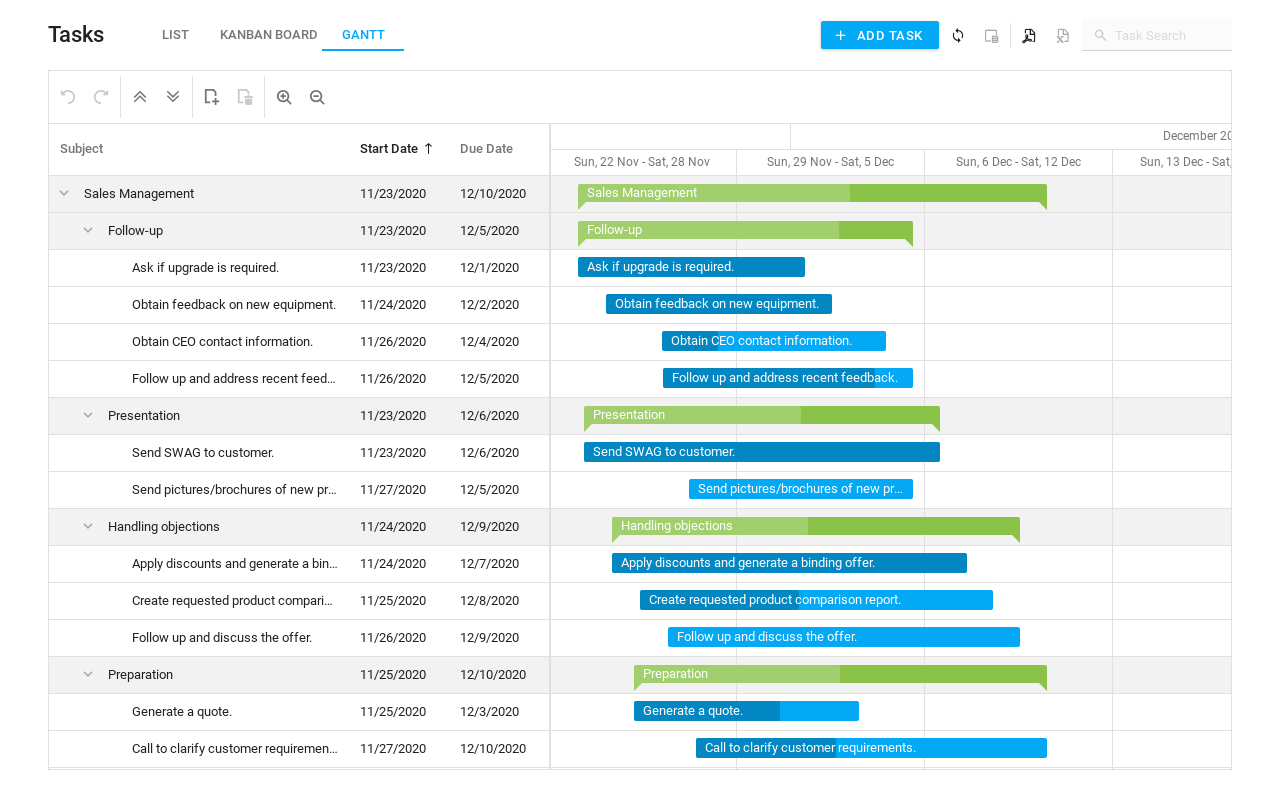 Tasks LIST KANBAN BOARD GANTT ADD TASK Task Search
Subject Start Date Due Date
December 20
Sun, 22 Nov - Sat, 28 Nov Sun, 29 Nov - Sat, 5 Dec Sun, 6 Dec - Sat, 12 Dec Sun, 13 Dec - Sat,
Sales Management 11/23/2020 12/10/2020 Sales Management
Follow-up 11/23/2020 12/5/2020 Follow-up
Ask if upgrade is required. 11/23/2020 12/1/2020 Ask if upgrade is required.
Obtain feedback on new equipment. 11/24/2020 12/2/2020 Obtain feedback on new equipment.
Obtain CEO contact information. 11/26/2020 12/4/2020 Obtain CEO contact information.
Follow up and address recent feed... 11/26/2020 12/5/2020 Follow up and address recent feedback.
Presentation 11/23/2020 12/6/2020 Presentation
Send SWAG to customer. 11/23/2020 12/6/2020 Send SWAG to customer.
Send pictures/brochures of new pr... 11/27/2020 12/5/2020 Send pictures/brochures of new pr...
Handling objections 11/24/2020 12/9/2020 Handling objections
Apply discounts and generate a bin... 11/24/2020 12/7/2020 Apply discounts and generate a binding offer.
Create requested product compari... 11/25/2020 12/8/2020 Create requested product comparison report.
Follow up and discuss the offer. 11/26/2020 12/9/2020 Follow up and discuss the offer.
Preparation 11/25/2020 12/10/2020 Preparation
Generate a quote. 11/25/2020 12/3/2020 Generate a quote.
Call to clarify customer requiremen... 11/27/2020 12/10/2020 Call to clarify customer requirements.